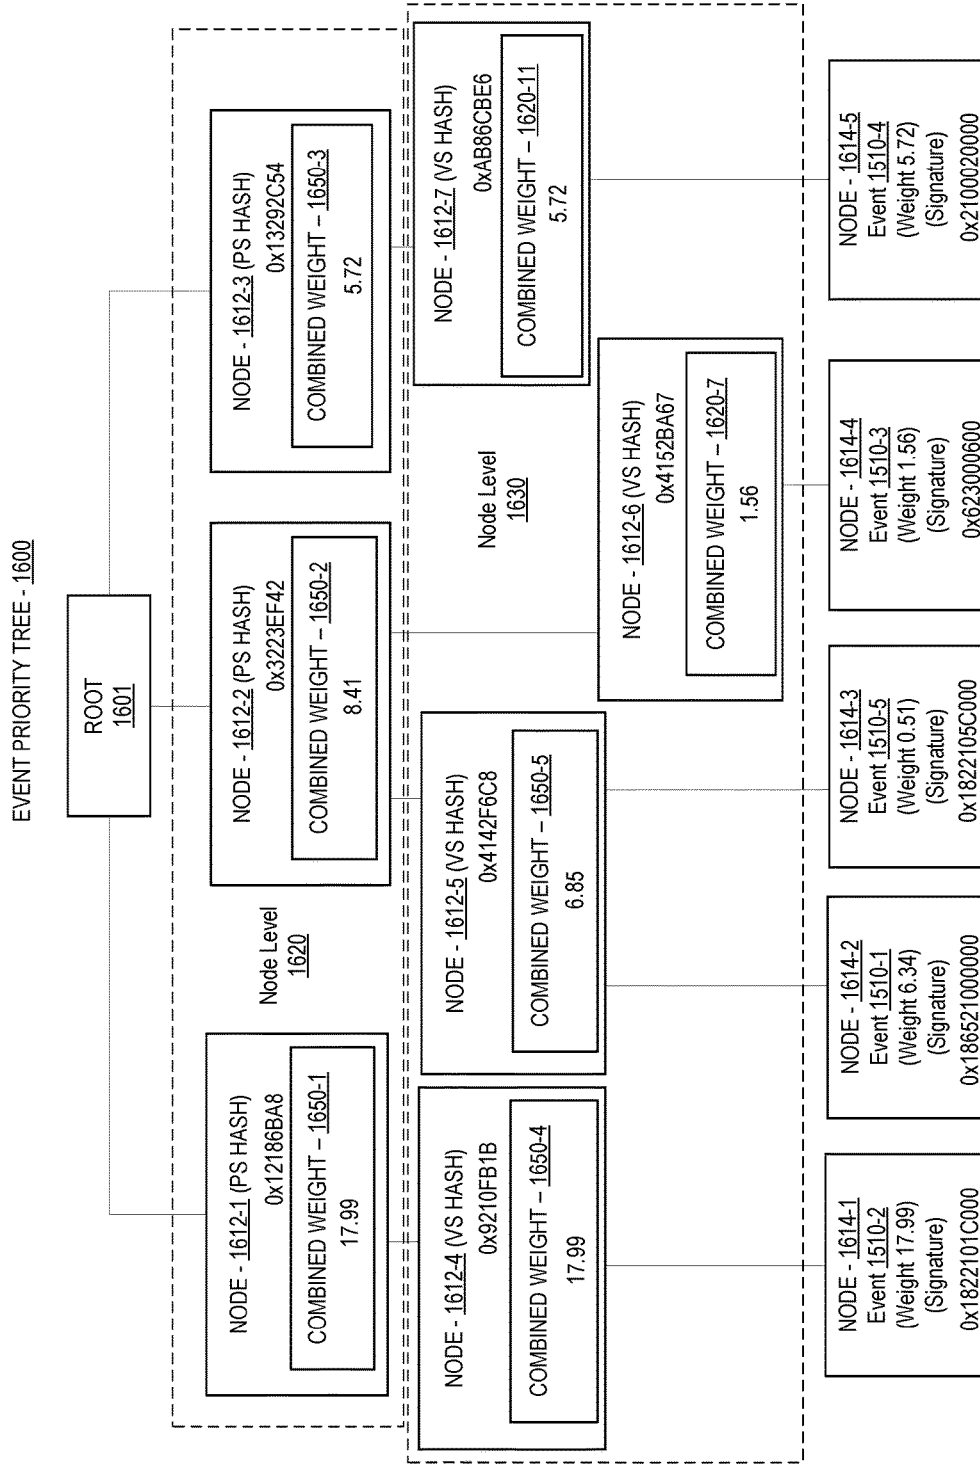 EVENT PRIORITY TREE - 1600
ROOT
1601
NODE - 1612-1 (PS HASH)
0x12186BA8
COMBINED WEIGHT – 1650-1
17.99
Node Level
1620
NODE - 1612-2 (PS HASH)
0x3223EF42
COMBINED WEIGHT – 1650-2
8.41
NODE - 1612-3 (PS HASH)
0x13292C54
COMBINED WEIGHT – 1650-3
5.72
NODE - 1612-4 (VS HASH)
0x9210FB1B
COMBINED WEIGHT – 1650-4
17.99
NODE - 1612-5 (VS HASH)
0x4142F6C8
COMBINED WEIGHT – 1650-5
6.85
Node Level
1630
NODE - 1612-7 (VS HASH)
0xAB86CBE6
COMBINED WEIGHT – 1620-11
5.72
NODE - 1612-6 (VS HASH)
0x4152BA67
COMBINED WEIGHT – 1620-7
1.56
NODE - 1614-1
Event 1510-2
(Weight 17.99)
(Signature)
0x1822101C000
NODE - 1614-2
Event 1510-1
(Weight 6.34)
(Signature)
0x186521000000
NODE - 1614-3
Event 1510-5
(Weight 0.51)
(Signature)
0x1822105C000
NODE - 1614-4
Event 1510-3
(Weight 1.56)
(Signature)
0x623000600
NODE - 1614-5
Event 1510-4
(Weight 5.72)
(Signature)
0x2100020000